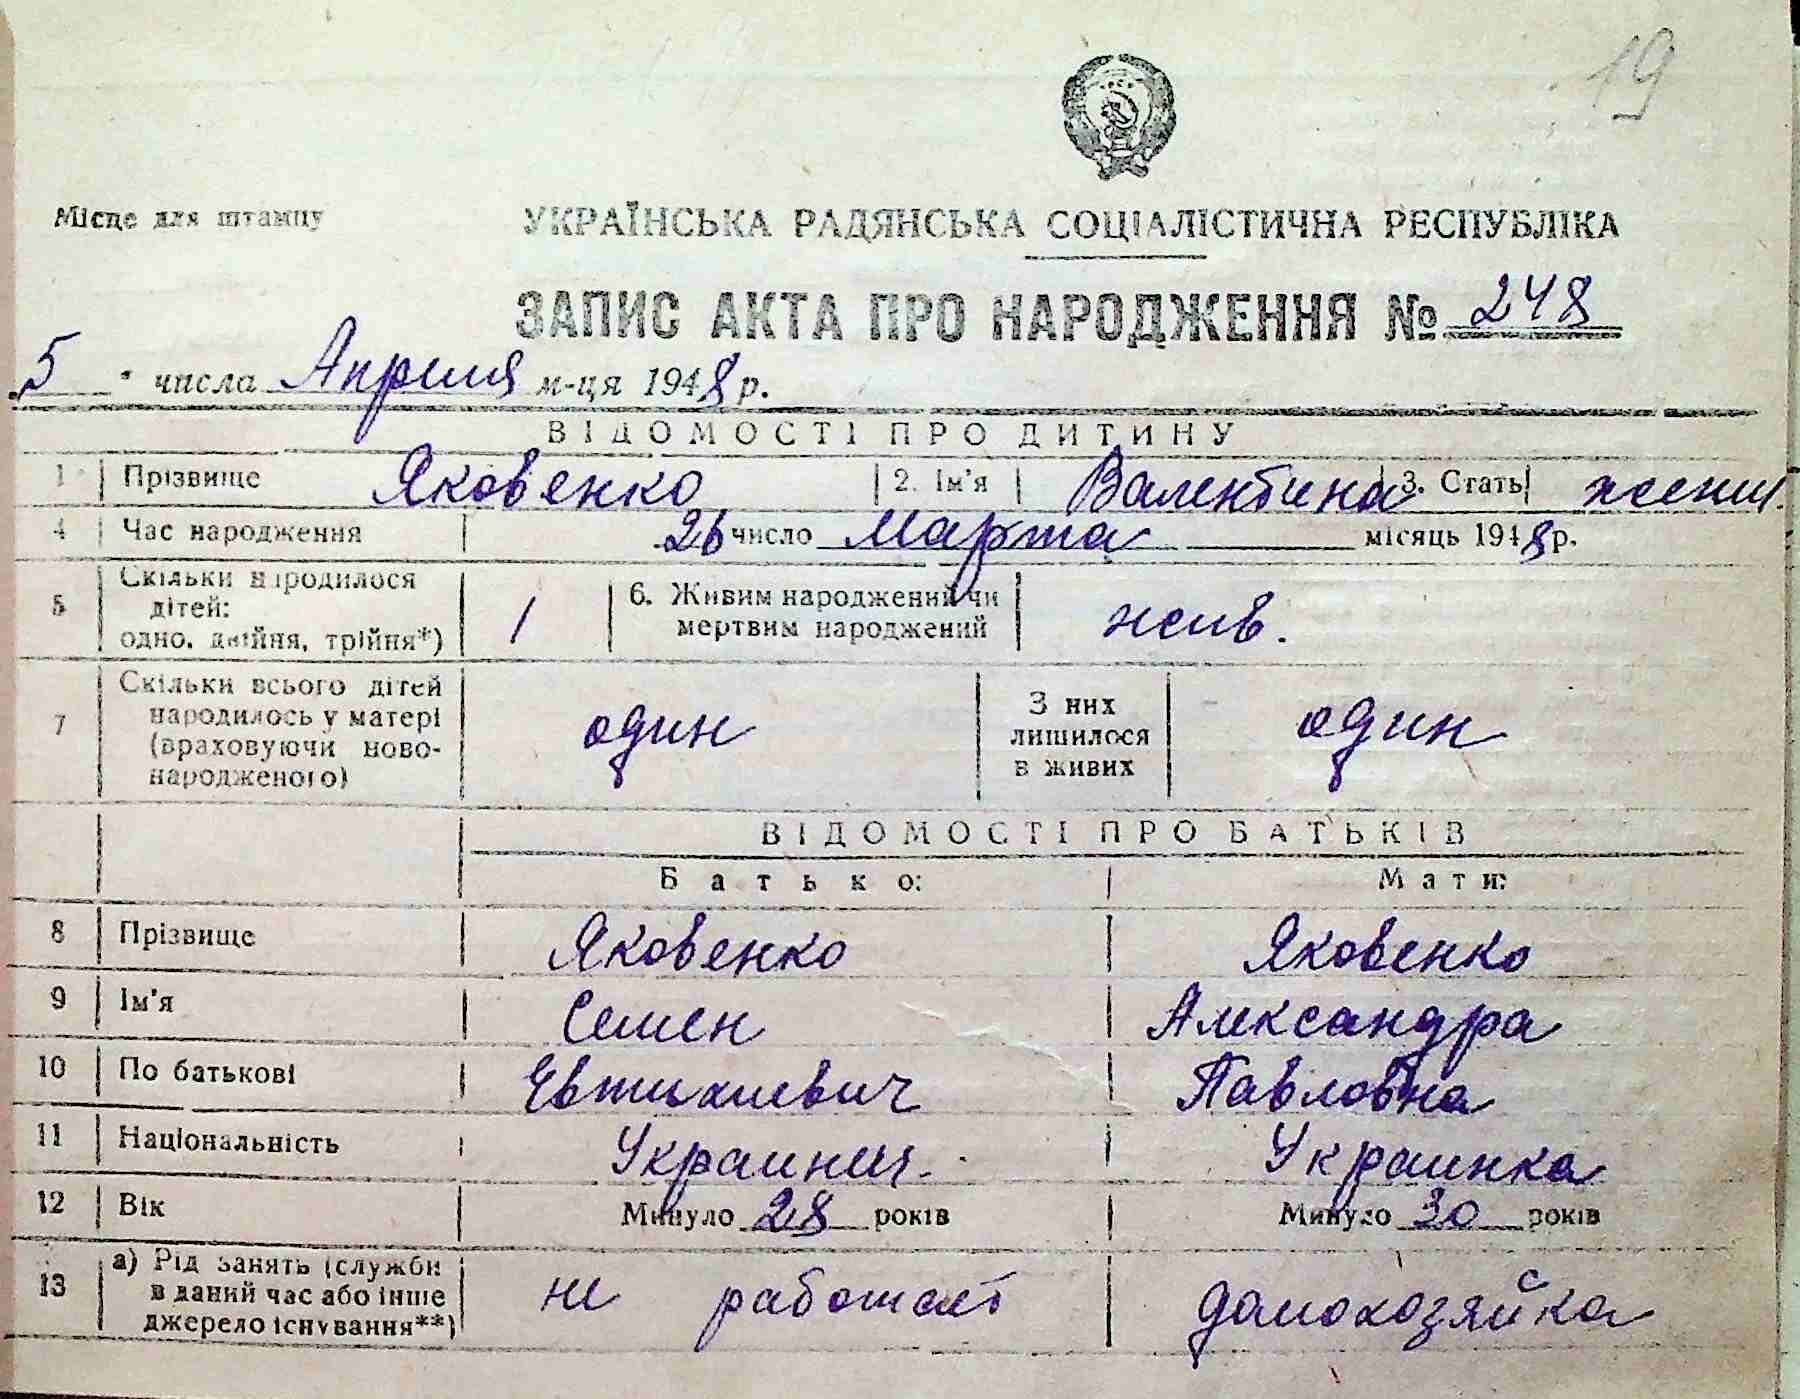 19
Місце для штампу
УКРАЇНСЬКА РАДЯНСЬКА СОЦІАЛІСТИЧНА РЕСПУБЛІКА
ЗАПИС АКТА ПРО НАРОДЖЕННЯ № 248
5 числа Апреля м-ця 1948 р.
ВІДОМОСТІ ПРО ДИТИНУ
1 Прізвище Яковенко 2. Ім'я Валентина 3. Стать женщ.
4 Час народження 26 число Марта місяць 1948 р.
5 Скільки народилося дітей: одно, двійня, трійня*) 1 6. Живим народжений чи мертвим народжений жив.
7 Скільки всього дітей народилось у матері (враховуючи новонародженого) один З них лишилося в живих один
ВІДОМОСТІ ПРО БАТЬКІВ
Батько: Мати:
8 Прізвище Яковенко Яковенко
9 Ім'я Семен Александра
10 По батькові Евтихиевич Павловна
11 Національність Украинец Украинка
12 Вік Минуло 28 років Минуло 30 років
13 а) Рід занять (служби в даний час або інше джерело існування**) не работает домохозяйка